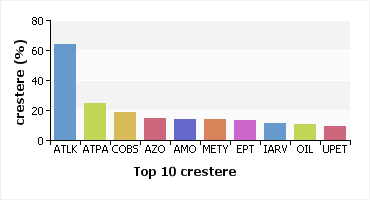 80
60
40
20
0
crestere (%)
ATLK ATPA COBS AZO AMO METY EPT IARV OIL UPET
Top 10 crestere